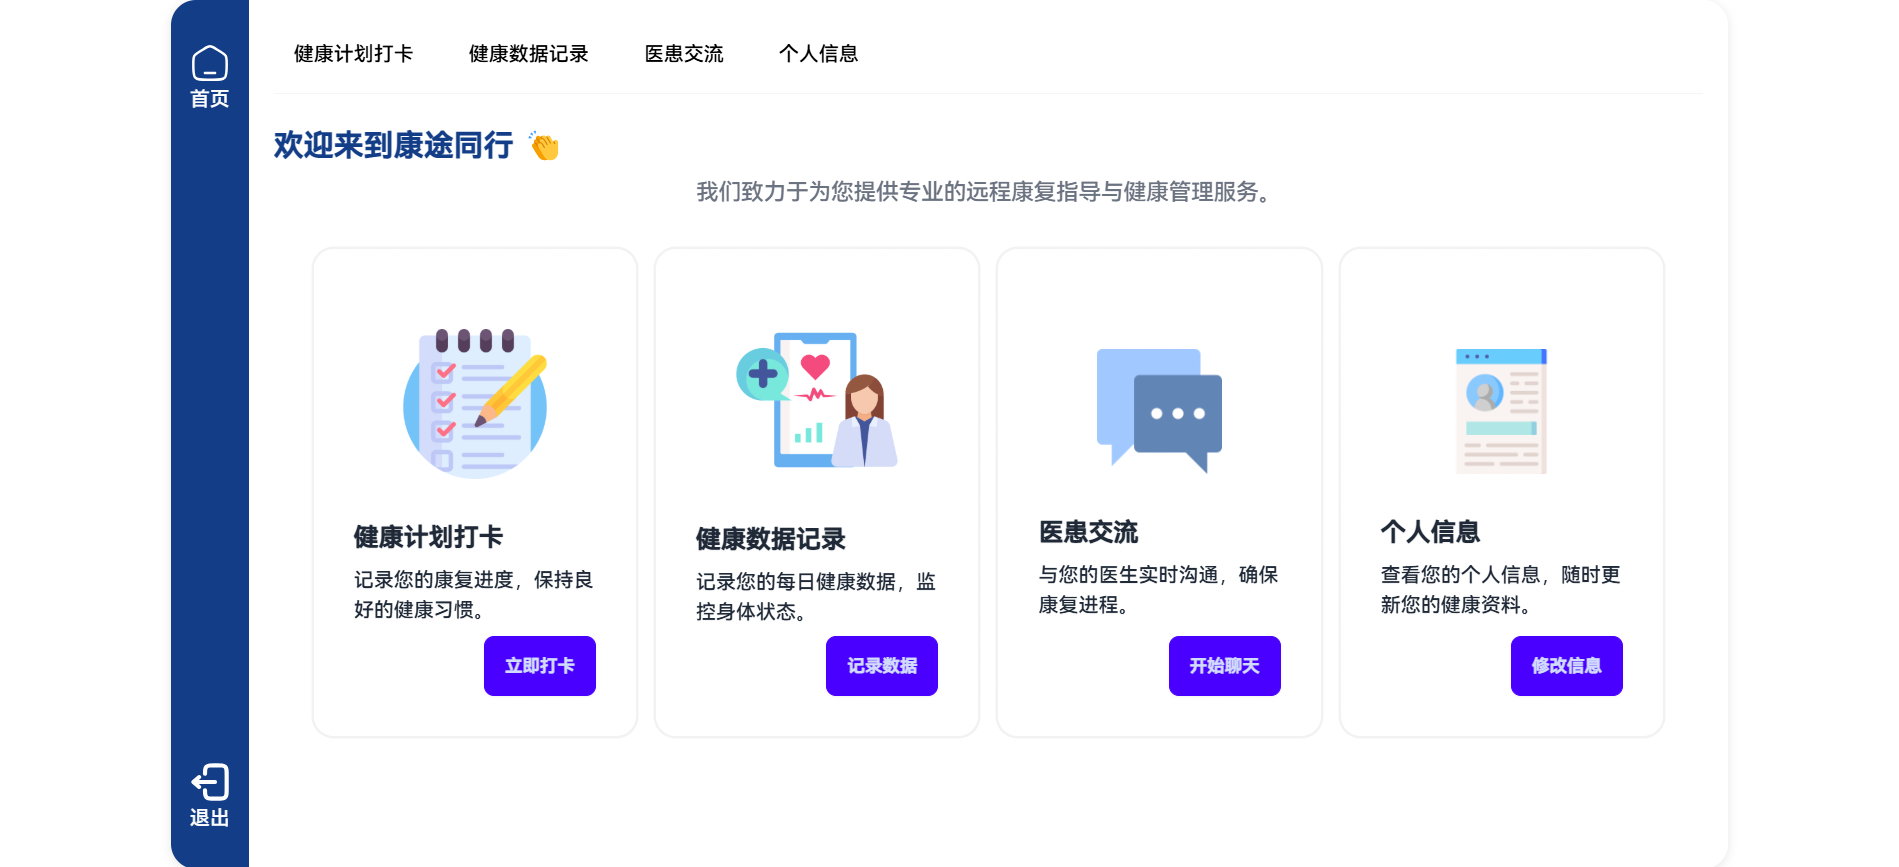 首页
健康计划打卡
健康数据记录
医患交流
个人信息
欢迎来到康途同行 👏
我们致力于为您提供专业的远程康复指导与健康管理服务。
健康计划打卡
记录您的康复进度，保持良
好的健康习惯。
立即打卡
健康数据记录
记录您的每日健康数据，监
控身体状态。
记录数据
医患交流
与您的医生实时沟通，确保
康复进程。
开始聊天
个人信息
查看您的个人信息，随时更
新您的健康资料。
修改信息
退出